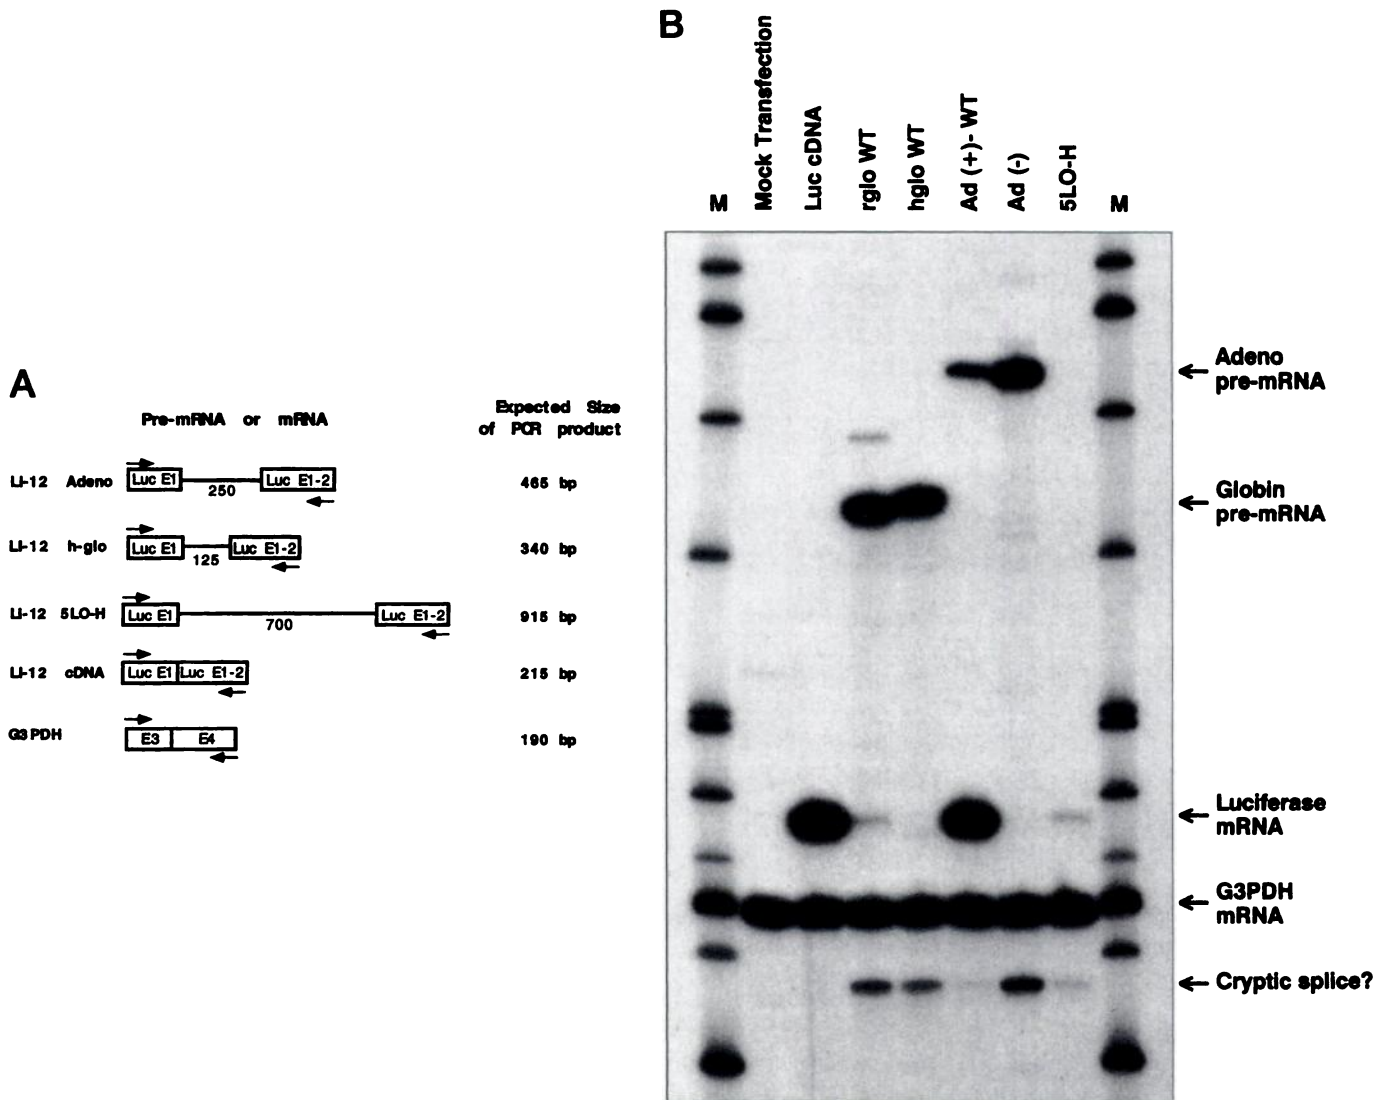 A
Pre-mRNA or mRNA
Expected Size
of PCR product
LI-12 Adeno Luc E1 250 Luc E1-2 465 bp
LI-12 h-glo Luc E1 125 Luc E1-2 340 bp
LI-12 5LO-H Luc E1 700 Luc E1-2 915 bp
LI-12 cDNA Luc E1 Luc E1-2 215 bp
G3PDH E3 E4 190 bp
B
M
Mock Transfection
Luc cDNA
rglo WT
hglo WT
Ad (+)- WT
Ad (-)
5LO-H
M
Adeno
pre-mRNA
Globin
pre-mRNA
Luciferase
mRNA
G3PDH
mRNA
Cryptic splice?